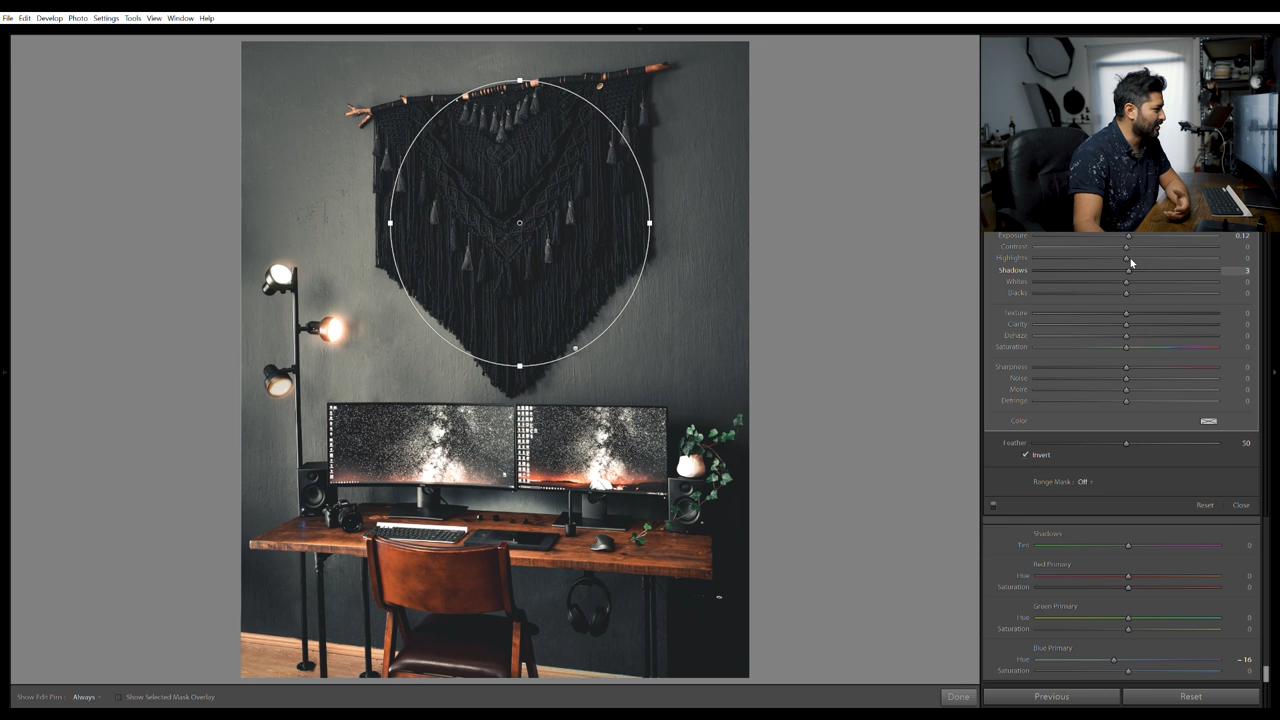 File Edit Develop Photo Settings Tools View Window Help
Exposure 0.12
Contrast 0
Highlights 0
Shadows 3
Whites 0
Blacks 0
Texture 0
Clarity 0
Dehaze 0
Saturation 0
Sharpness 0
Noise 0
Moiré 0
Defringe 0
Color
Feather 50
Invert
Range Mask : Off
Reset Close
Shadows
Tint 0
Red Primary
Hue 0
Saturation 0
Green Primary
Hue 0
Saturation 0
Blue Primary
Hue – 16
Saturation 0
Show Edit Pins : Always Show Selected Mask Overlay Done Previous Reset